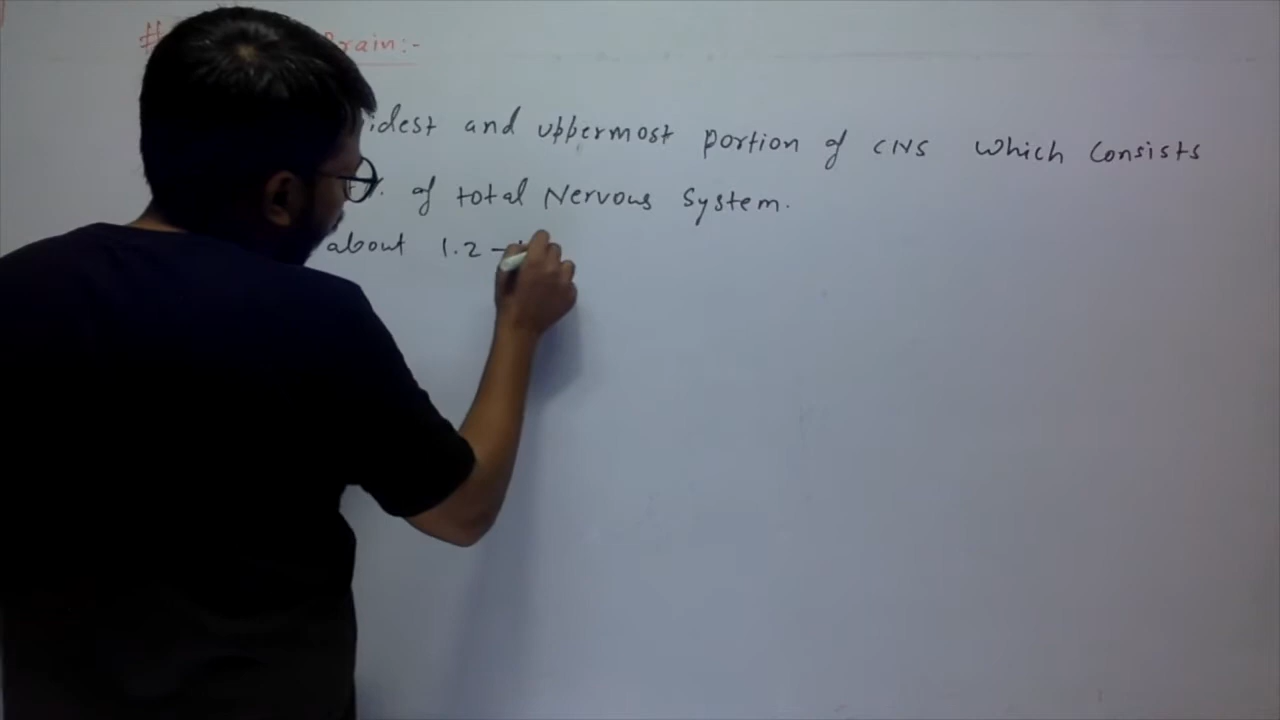 # Brain:-
idest and uppermost portion of CNS which consists
% of total Nervous System.
about 1.2 -